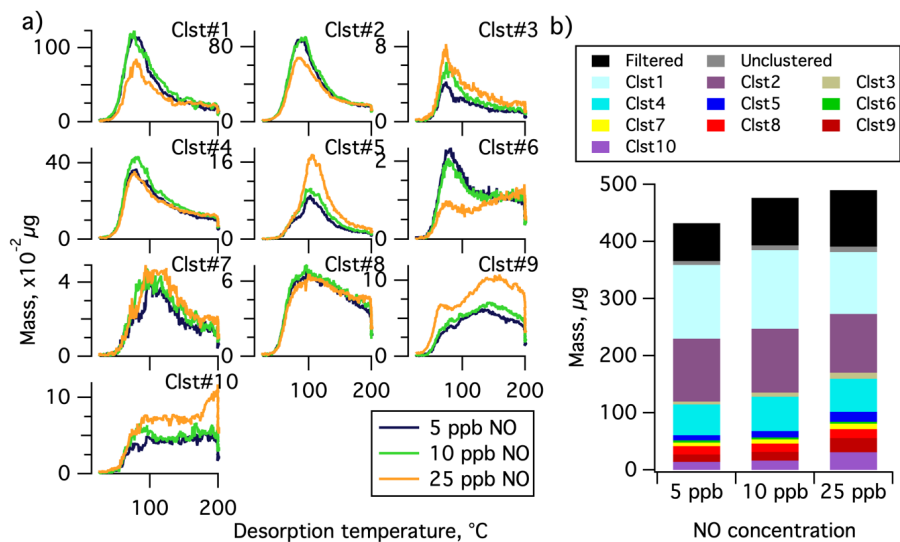 a)
Clst#1
Clst#2
Clst#3
100
0
80
0
8
0
Clst#4
Clst#5
Clst#6
40
0
16
0
2
0
Clst#7
Clst#8
Clst#9
4
0
6
0
10
0
Clst#10
10
0
100
200
100
200
100
200
Mass, x10⁻² µg
Desorption temperature, °C
5 ppb NO
10 ppb NO
25 ppb NO
b)
Filtered
Unclustered
Clst1
Clst2
Clst3
Clst4
Clst5
Clst6
Clst7
Clst8
Clst9
Clst10
500
400
300
200
100
0
Mass, µg
5 ppb
10 ppb
25 ppb
NO concentration